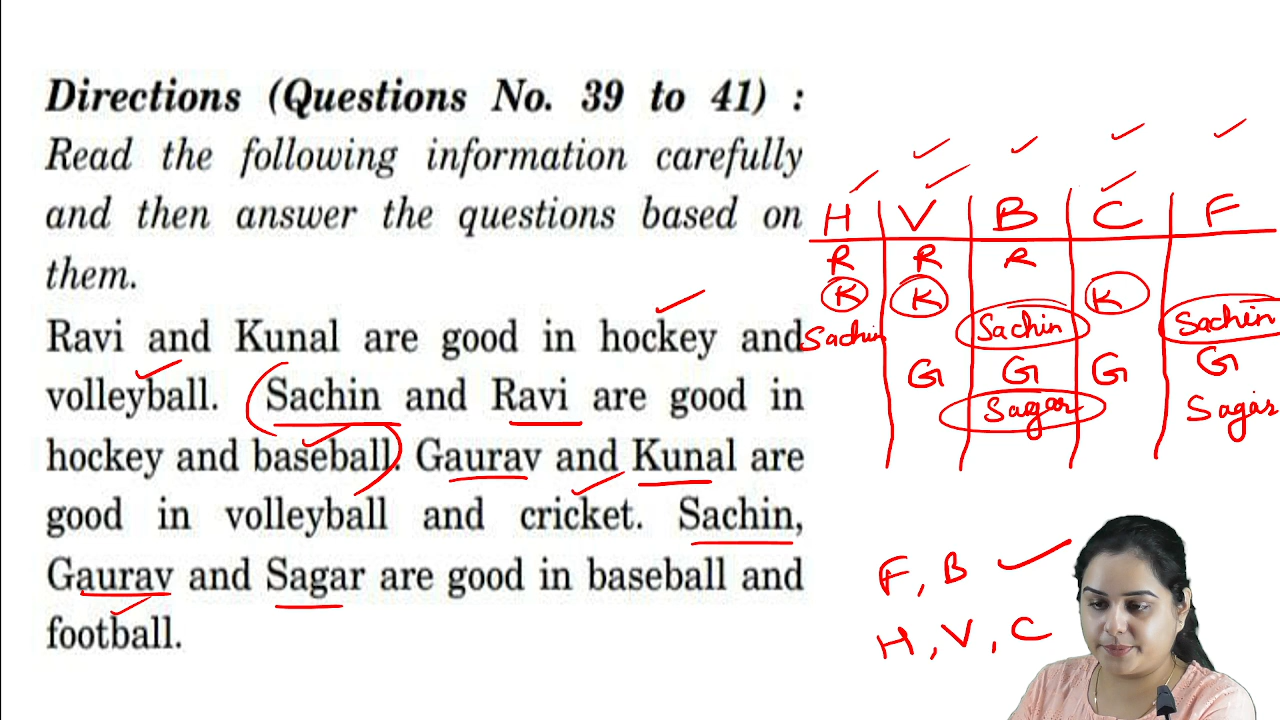 Directions (Questions No. 39 to 41) :
Read the following information carefully
and then answer the questions based on
them.
Ravi and Kunal are good in hockey and
volleyball. (Sachin and Ravi are good in
hockey and baseball). Gaurav and Kunal are
good in volleyball and cricket. Sachin,
Gaurav and Sagar are good in baseball and
football.
H V B C F
R R R
K K K
Sachin Sachin Sachin
G G G G
Sagar Sagar
F, B
H, V, C